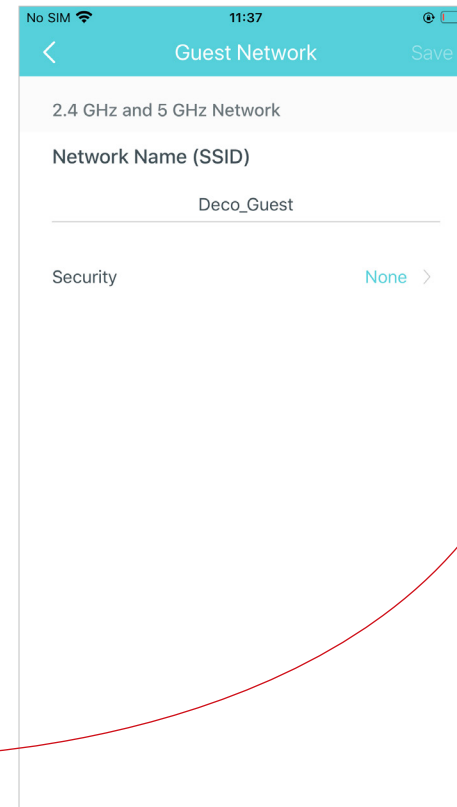 No SIM 11:37
Guest Network Save
2.4 GHz and 5 GHz Network
Network Name (SSID)
Deco_Guest
Security None